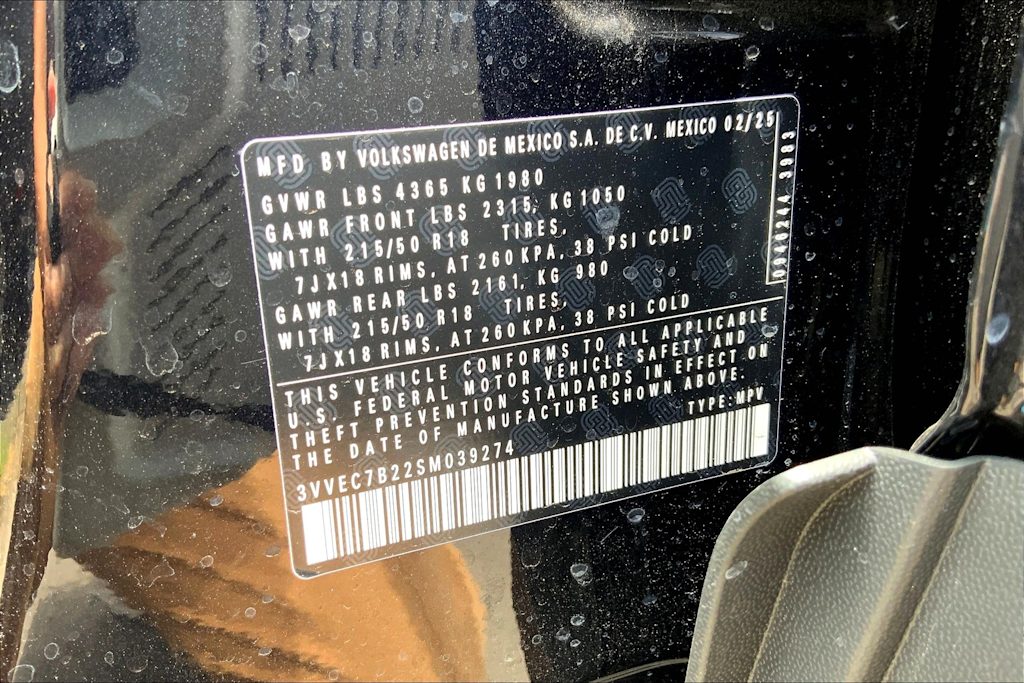 MFD BY VOLKSWAGEN DE MEXICO S.A. DE C.V. MEXICO 02/25
GVWR LBS 4365 KG 1980
GAWR FRONT LBS 2315, KG 1050
WITH 215/50 R18 TIRES,
7JX18 RIMS, AT 260 KPA, 38 PSI COLD
GAWR REAR LBS 2161, KG 980
WITH 215/50 R18 TIRES,
7JX18 RIMS, AT 260 KPA, 38 PSI COLD
THIS VEHICLE CONFORMS TO ALL APPLICABLE
U.S. FEDERAL MOTOR VEHICLE SAFETY AND
THEFT PREVENTION STANDARDS IN EFFECT ON
THE DATE OF MANUFACTURE SHOWN ABOVE.
3VVEC7B22SM039274
TYPE:MPV
3983